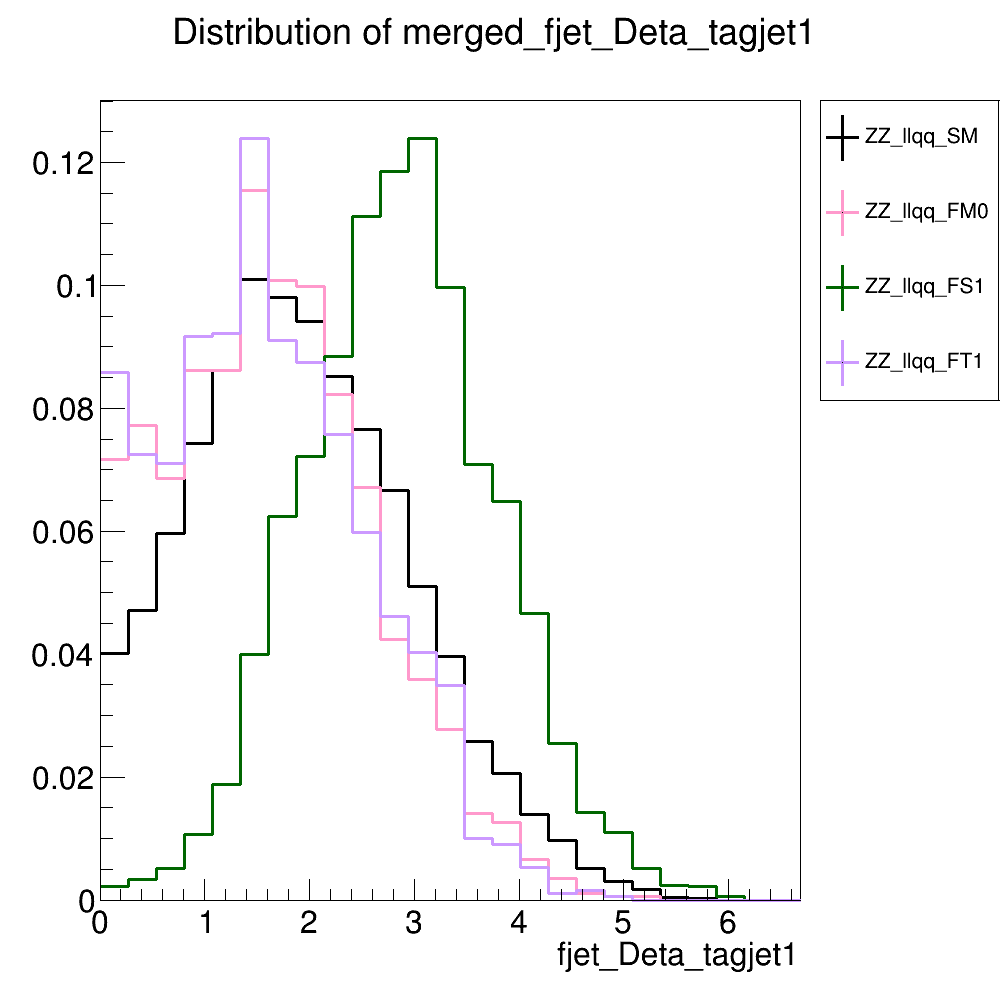 Distribution of merged_fjet_Deta_tagjet1
ZZ_llqq_SM
ZZ_llqq_FM0
ZZ_llqq_FS1
ZZ_llqq_FT1
0.12
0.1
0.08
0.06
0.04
0.02
0
0 1 2 3 4 5 6
fjet_Deta_tagjet1